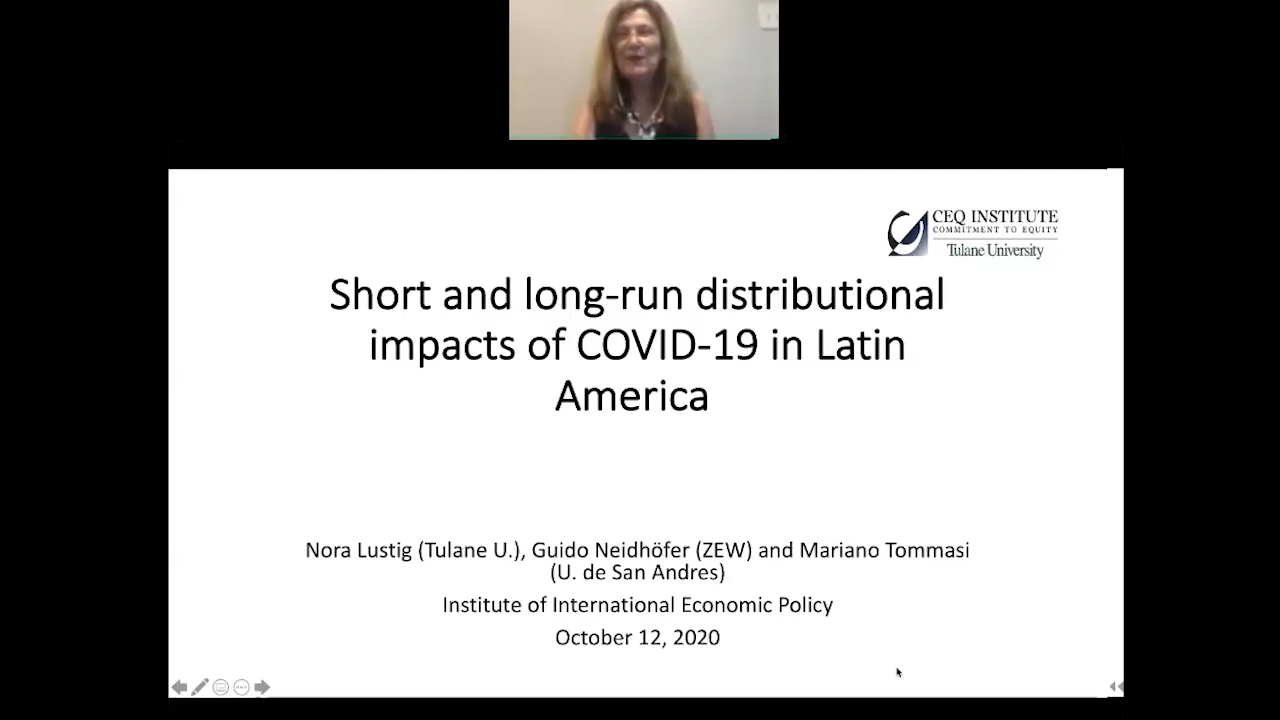 CEQ INSTITUTE
COMMITMENT TO EQUITY
Tulane University
Short and long-run distributional
impacts of COVID-19 in Latin
America
Nora Lustig (Tulane U.), Guido Neidhöfer (ZEW) and Mariano Tommasi
(U. de San Andres)
Institute of International Economic Policy
October 12, 2020